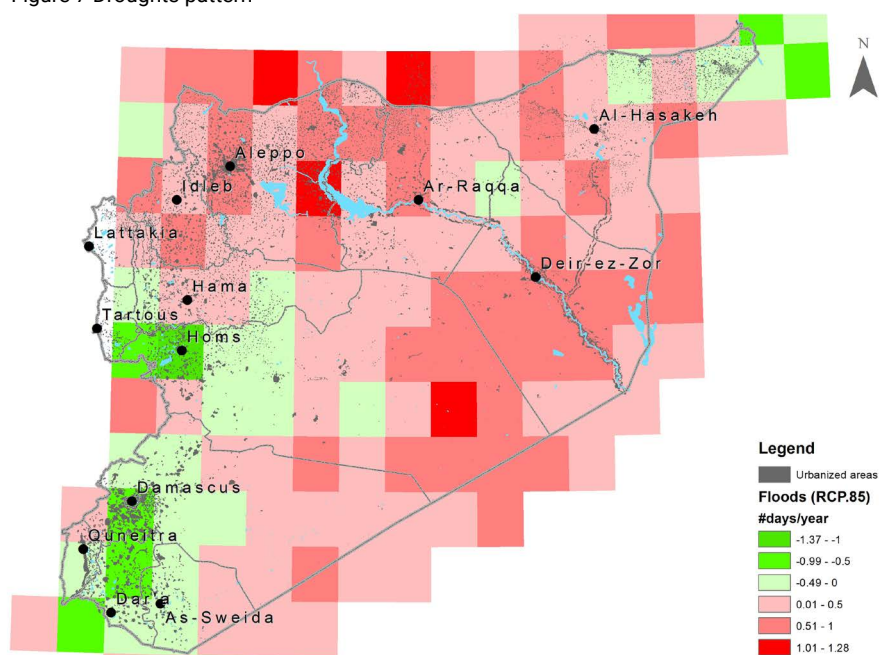 Figure 7 Droughts pattern
N
Al-Hasakeh
Aleppo
Idleb
Ar-Raqqa
Lattakia
Deir-ez-Zor
Hama
Tartous
Homs
Damascus
Quneitra
Dar'a
As-Sweida
Legend
Urbanized areas
Floods (RCP.85)
#days/year
-1.37 - -1
-0.99 - -0.5
-0.49 - 0
0.01 - 0.5
0.51 - 1
1.01 - 1.28